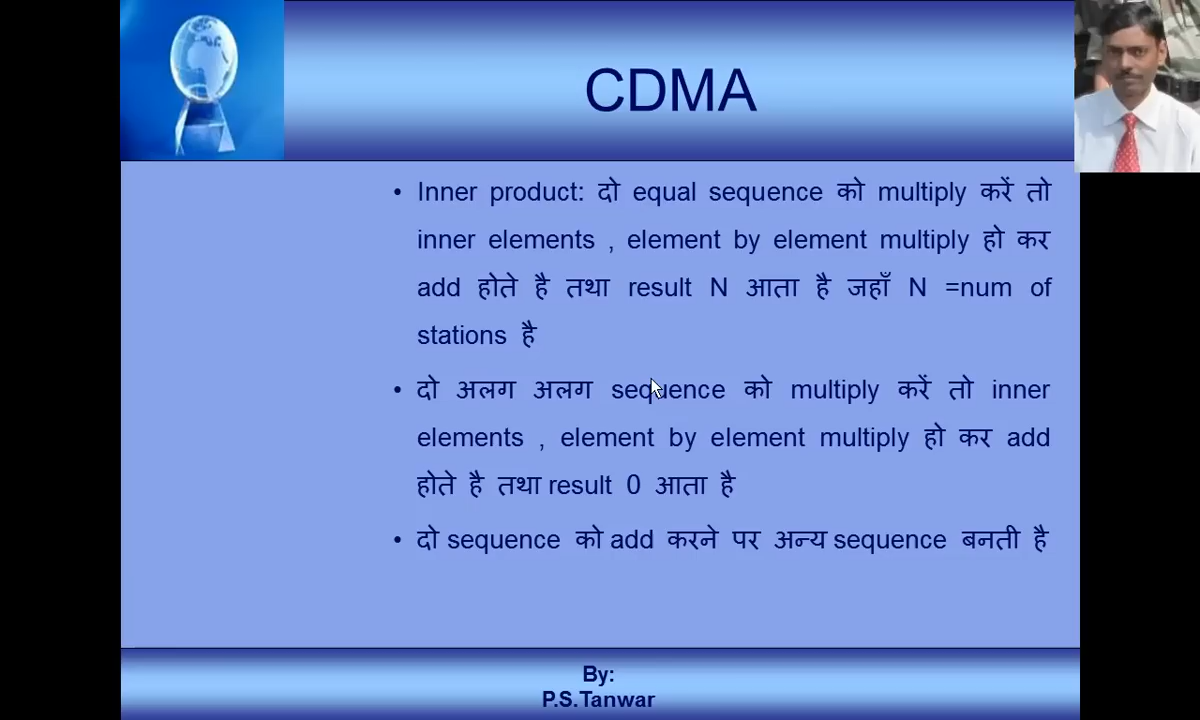 CDMA
• Inner product: दो equal sequence को multiply करें तो
inner elements , element by element multiply हो कर
add होते है तथा result N आता है जहाँ N =num of
stations है
• दो अलग अलग sequence को multiply करें तो inner
elements , element by element multiply हो कर add
होते है तथा result 0 आता है
• दो sequence को add करने पर अन्य sequence बनती है
By:
P.S.Tanwar